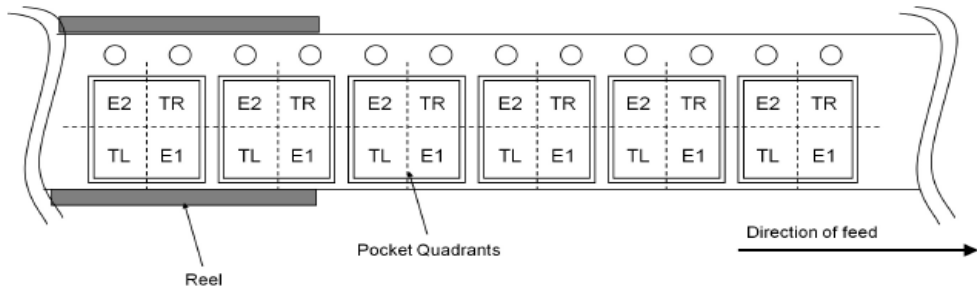 E2 TR E2 TR E2 TR E2 TR E2 TR E2 TR
TL E1 TL E1 TL E1 TL E1 TL E1 TL E1
Direction of feed
Pocket Quadrants
Reel